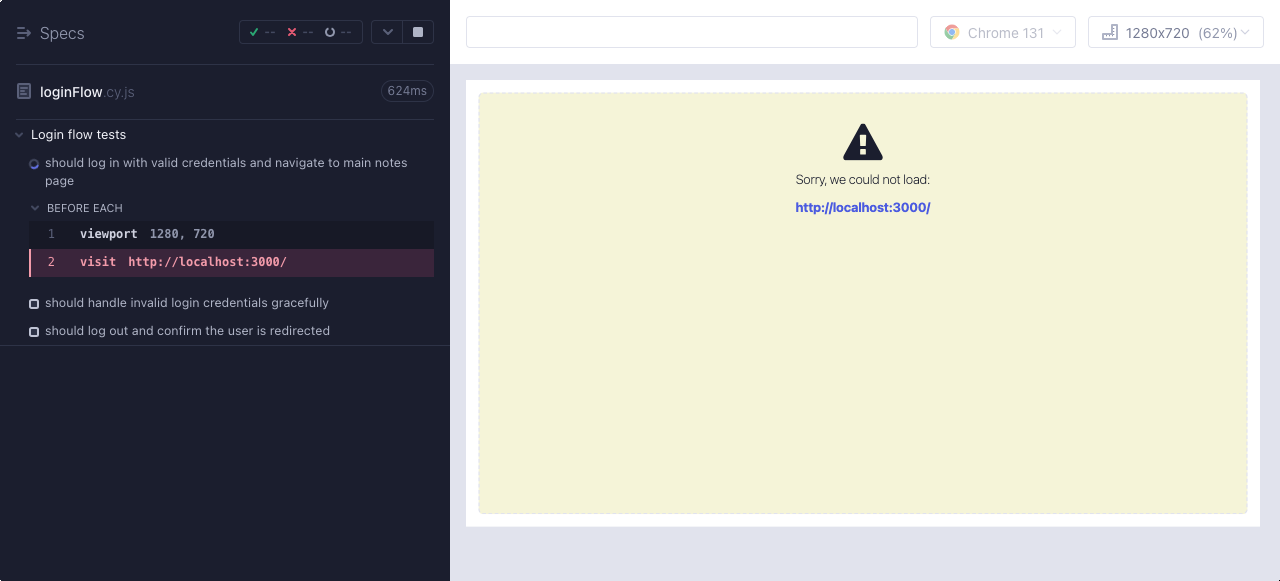 Specs
-- -- --
loginFlow.cy.js
624ms
Login flow tests
should log in with valid credentials and navigate to main notes
page
BEFORE EACH
1 viewport 1280, 720
2 visit http://localhost:3000/
should handle invalid login credentials gracefully
should log out and confirm the user is redirected
Chrome 131
1280x720 (62%)
Sorry, we could not load:
http://localhost:3000/